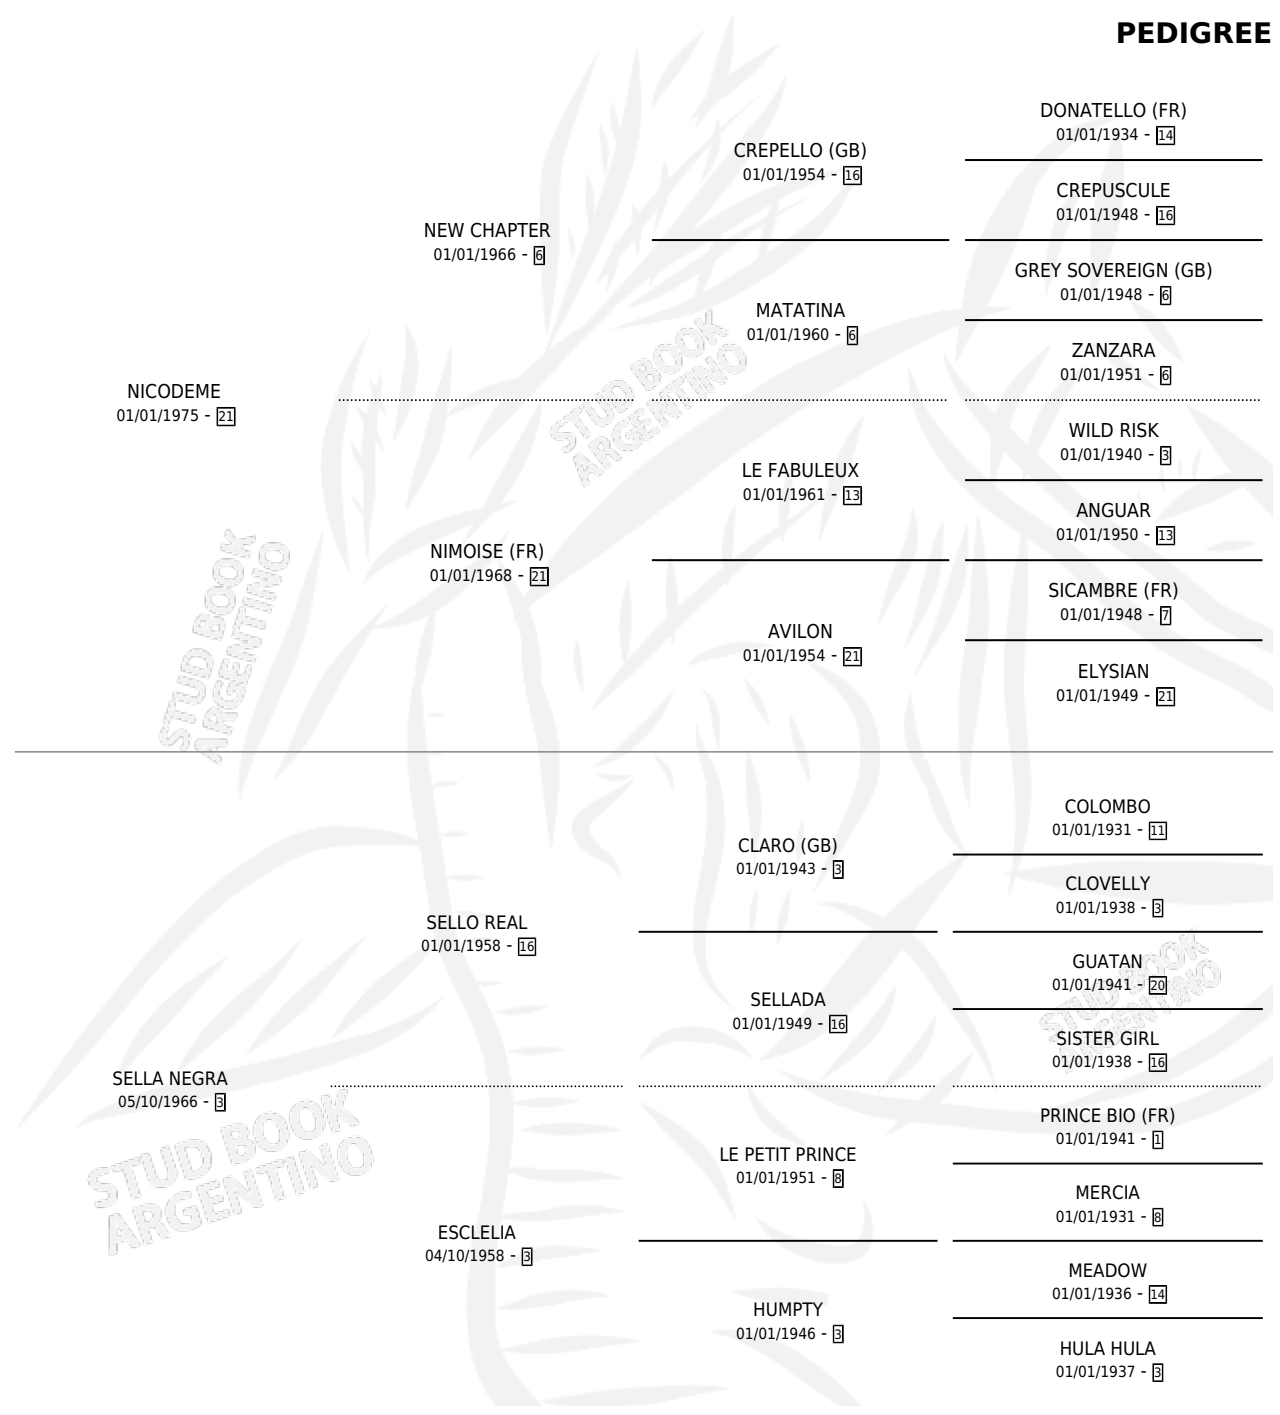 PEDIGREE
DONATELLO (FR)
01/01/1934 - 14
CREPELLO (GB)
01/01/1954 - 16
CREPUSCULE
01/01/1948 - 16
NEW CHAPTER
01/01/1966 - 6
GREY SOVEREIGN (GB)
01/01/1948 - 6
MATATINA
01/01/1960 - 6
ZANZARA
01/01/1951 - 6
NICODEME
01/01/1975 - 21
STUD BOOK
ARGENTINO
WILD RISK
01/01/1940 - 3
LE FABULEUX
01/01/1961 - 13
ANGUAR
01/01/1950 - 13
NIMOISE (FR)
01/01/1968 - 21
SICAMBRE (FR)
01/01/1948 - 7
AVILON
01/01/1954 - 21
ELYSIAN
01/01/1949 - 21
STUD BOOK
ARGENTINO
COLOMBO
01/01/1931 - 11
CLARO (GB)
01/01/1943 - 3
CLOVELLY
01/01/1938 - 3
SELLO REAL
01/01/1958 - 16
GUATAN
01/01/1941 - 20
SELLADA
01/01/1949 - 16
STUD BOOK
ARGENTINO
SISTER GIRL
01/01/1938 - 16
SELLA NEGRA
05/10/1966 - 3
PRINCE BIO (FR)
01/01/1941 - 1
STUD BOOK
ARGENTINO
LE PETIT PRINCE
01/01/1951 - 8
MERCIA
01/01/1931 - 8
ESCLELIA
04/10/1958 - 3
MEADOW
01/01/1936 - 14
HUMPTY
01/01/1946 - 3
HULA HULA
01/01/1937 - 3